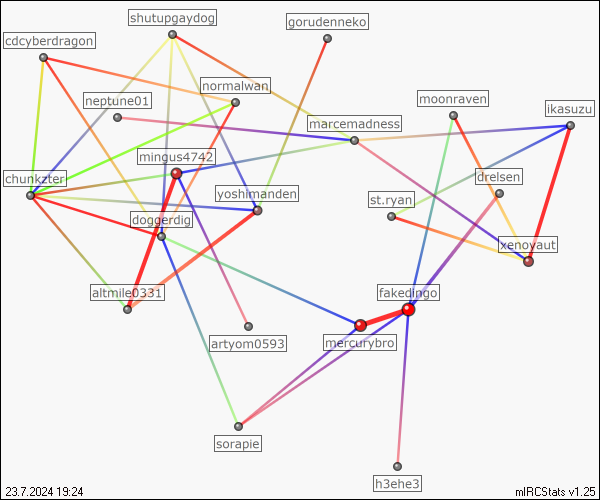 shutupgaydog
gorudenneko
cdcyberdragon
normalwan
neptune01
moonraven
ikasuzu
marcemadness
mingus4742
chunkzter
drelsen
yoshimanden
st.ryan
doggerdig
xenoyaut
altmile0331
fakedingo
artyom0593
mercurybro
sorapie
h3ehe3
23.7.2024 19:24
mIRCStats v1.25